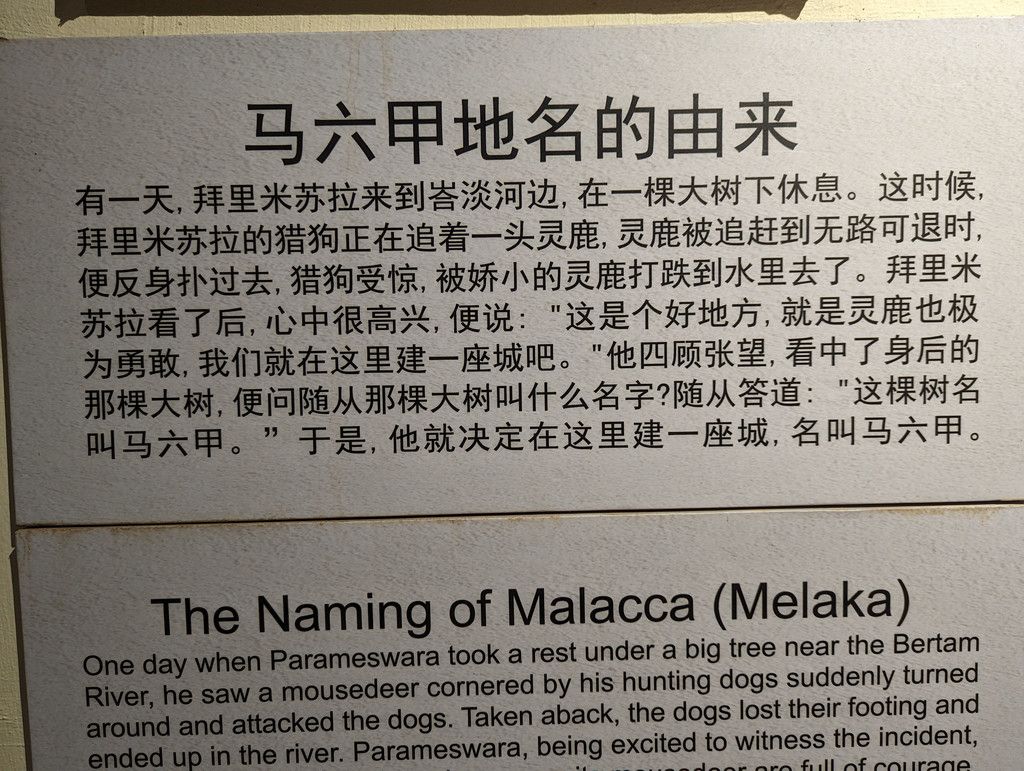 马六甲地名的由来
有一天,拜里米苏拉来到峇淡河边,在一棵大树下休息。这时候,
拜里米苏拉的猎狗正在追着一头灵鹿,灵鹿被追赶到无路可退时,
便反身扑过去,猎狗受惊,被娇小的灵鹿打跌到水里去了。拜里米
苏拉看了后,心中很高兴,便说："这是个好地方,就是灵鹿也极
为勇敢,我们就在这里建一座城吧。"他四顾张望,看中了身后的
那棵大树,便问随从那棵大树叫什么名字?随从答道："这棵树名
叫马六甲。” 于是,他就决定在这里建一座城,名叫马六甲。
The Naming of Malacca (Melaka)
One day when Parameswara took a rest under a big tree near the Bertam
River, he saw a mousedeer cornered by his hunting dogs suddenly turned
around and attacked the dogs. Taken aback, the dogs lost their footing and
ended up in the river. Parameswara, being excited to witness the incident,
mousedeer are full of courage